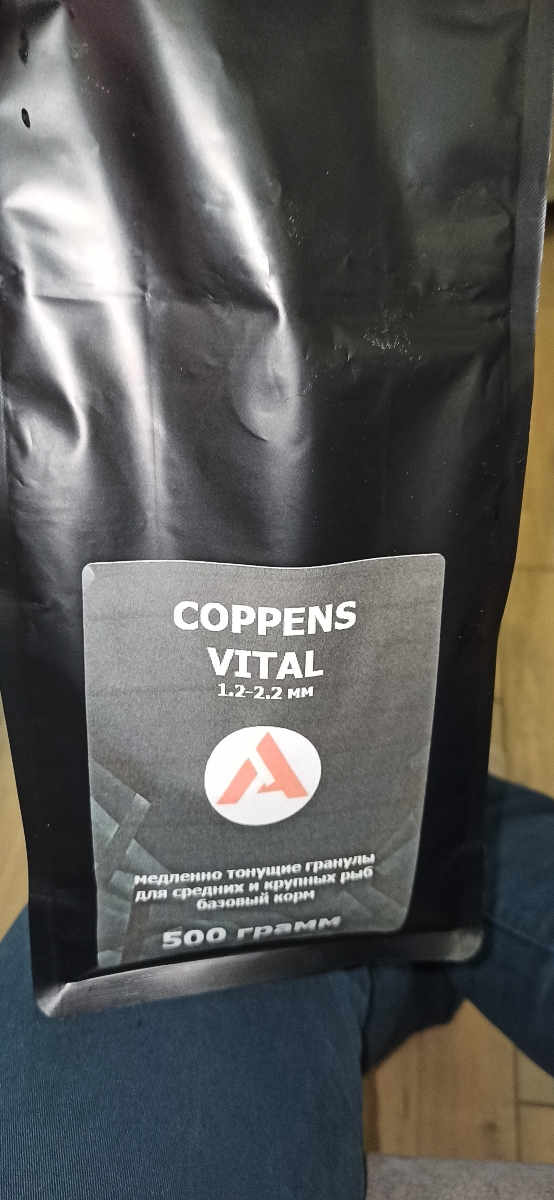 COPPENS
VITAL
1.2-2.2 мм
медленно тонущие гранулы
для средних и крупных рыб
базовый корм
500 грамм